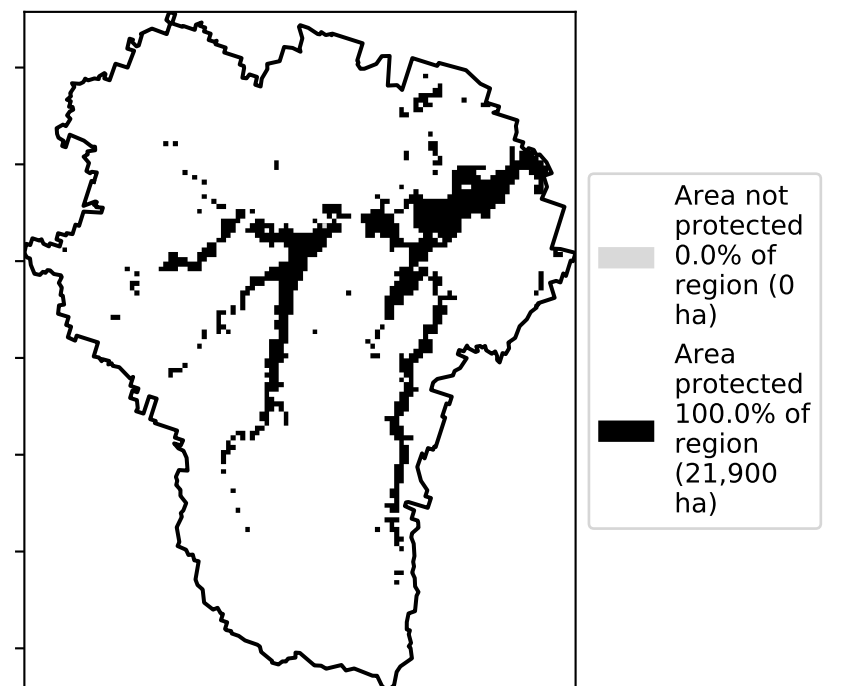 Area not
protected
0.0% of
region (0
ha)
Area
protected
100.0% of
region
(21,900
ha)